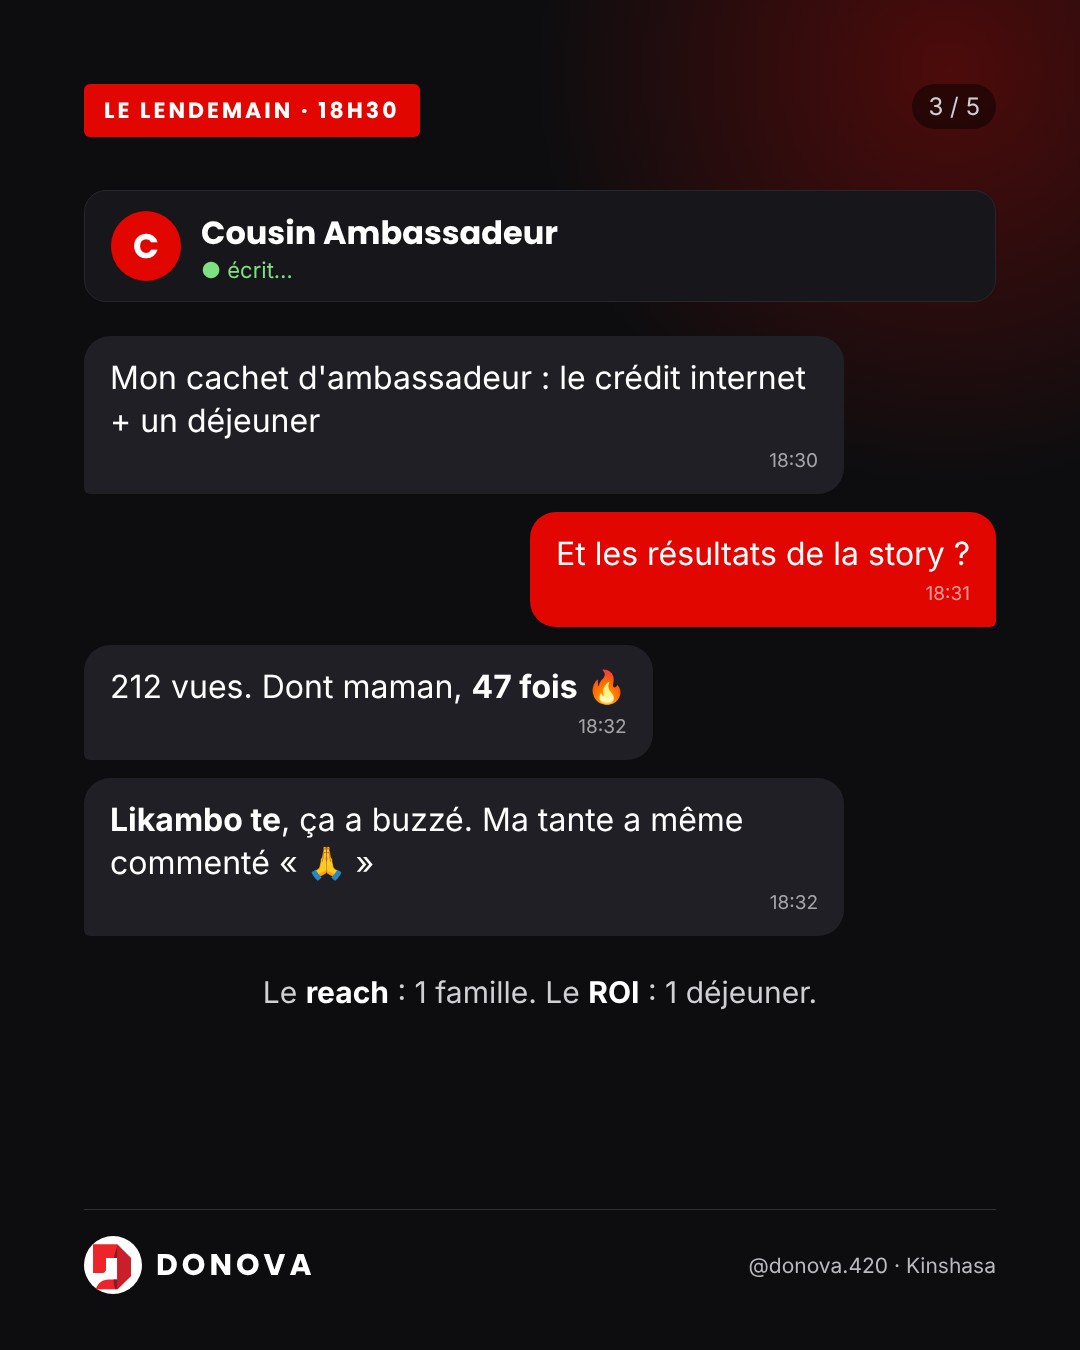 LE LENDEMAIN · 18H30
3 / 5
C
Cousin Ambassadeur
écrit...
Mon cachet d'ambassadeur : le crédit internet
+ un déjeuner
18:30
Et les résultats de la story ?
18:31
212 vues. Dont maman, 47 fois 🔥
18:32
Likambo te, ça a buzzé. Ma tante a même
commenté « 🙏 »
18:32
Le reach : 1 famille. Le ROI : 1 déjeuner.
DONOVA
@donova.420 · Kinshasa